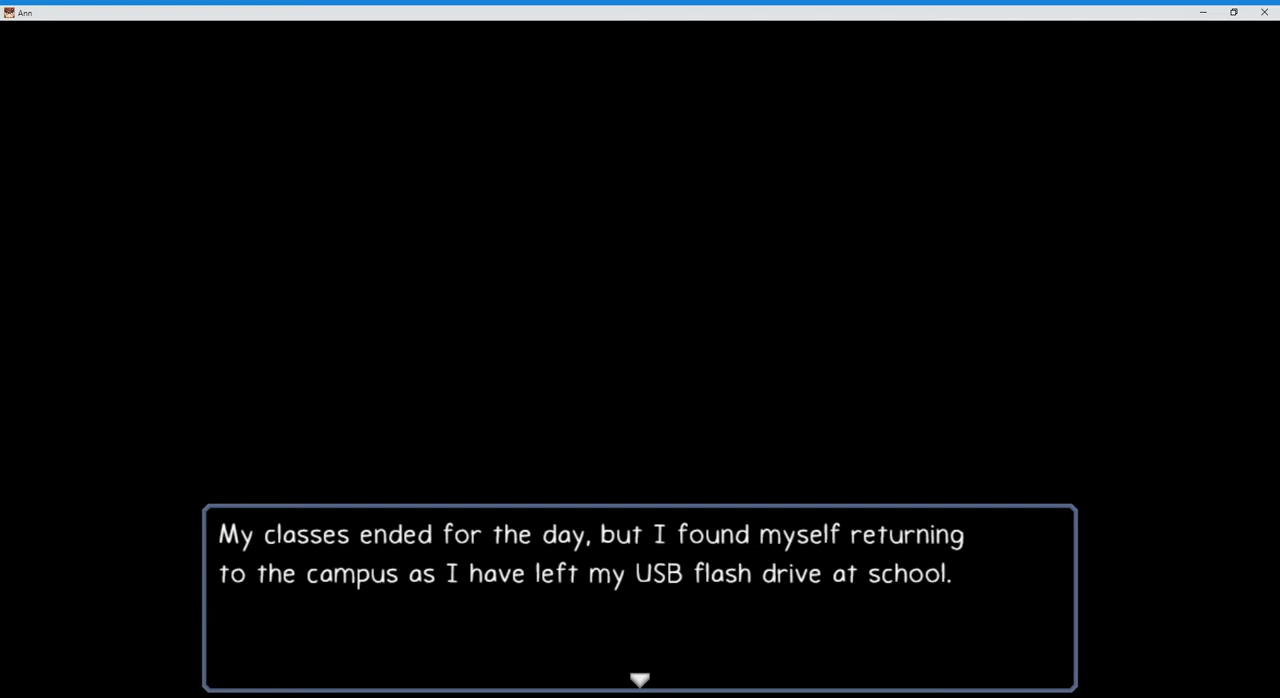 Ann
My classes ended for the day, but I found myself returning
to the campus as I have left my USB flash drive at school.